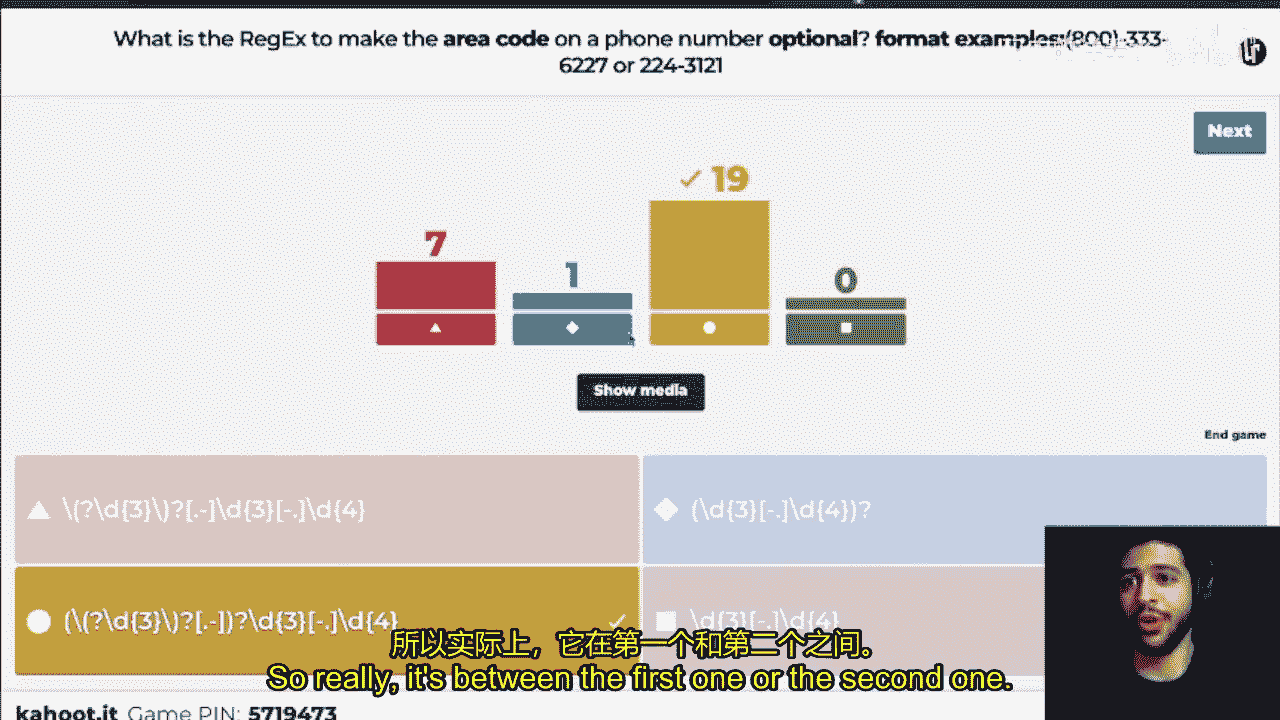 What is the RegEx to make the area code on a phone number optional? format examples:(800)-333-
6227 or 224-3121
Next
7
1
19
0
Show media
End game
\(?\d{3}\)?[.-]\d{3}[-.]\d{4}
(\d{3}[-.]\d{4})?
(\(?\d{3}\)?[.-])?\d{3}[-.]\d{4}
\d{3}[-.]\d{4}
所以实际上，它在第一个和第二个之间。
So really, it's between the first one or the second one.
kahoot.it Game PIN: 5719473